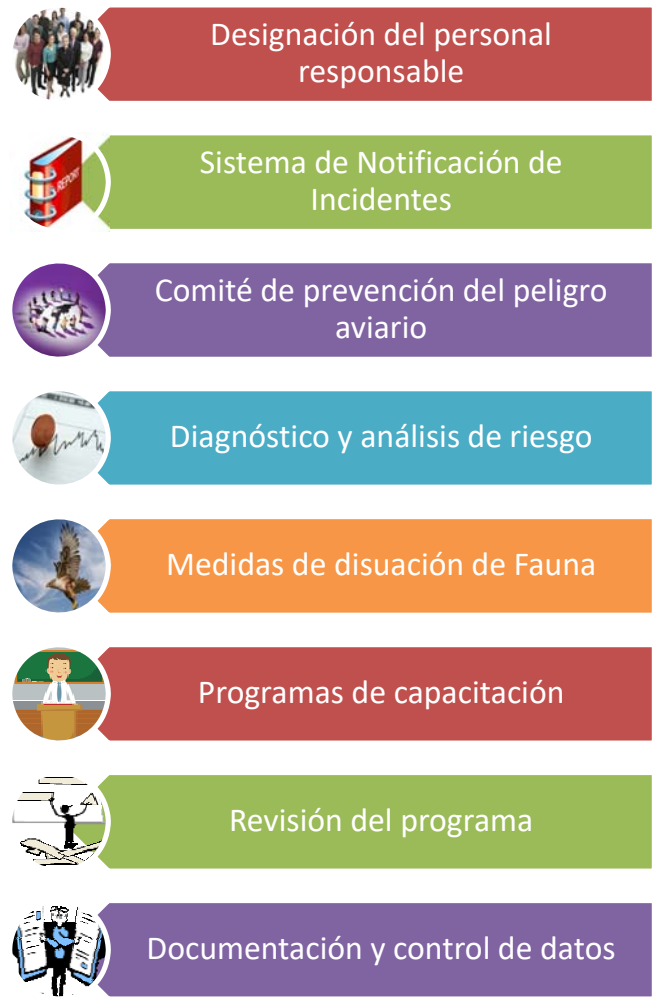 Designación del personal
responsable
REPORT
Sistema de Notificación de
Incidentes
Comité de prevención del peligro
aviario
Diagnóstico y análisis de riesgo
Medidas de disuación de Fauna
Programas de capacitación
Revisión del programa
Documentación y control de datos